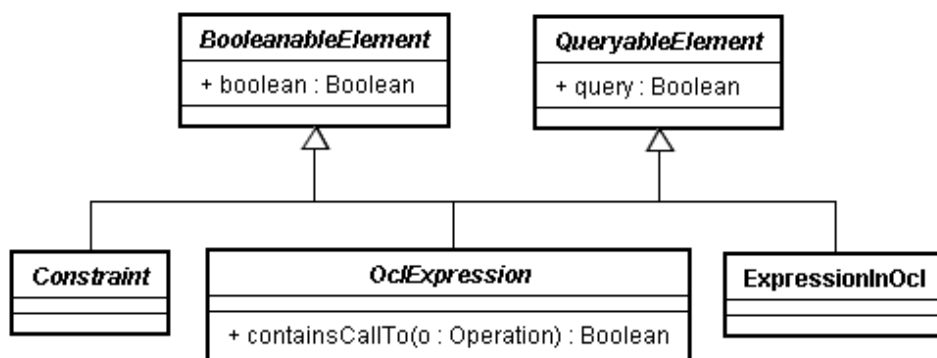 BooleanableElement
+ boolean : Boolean
QueryableElement
+ query : Boolean
Constraint
OclExpression
+ containsCallTo(o : Operation) : Boolean
ExpressionInOcl